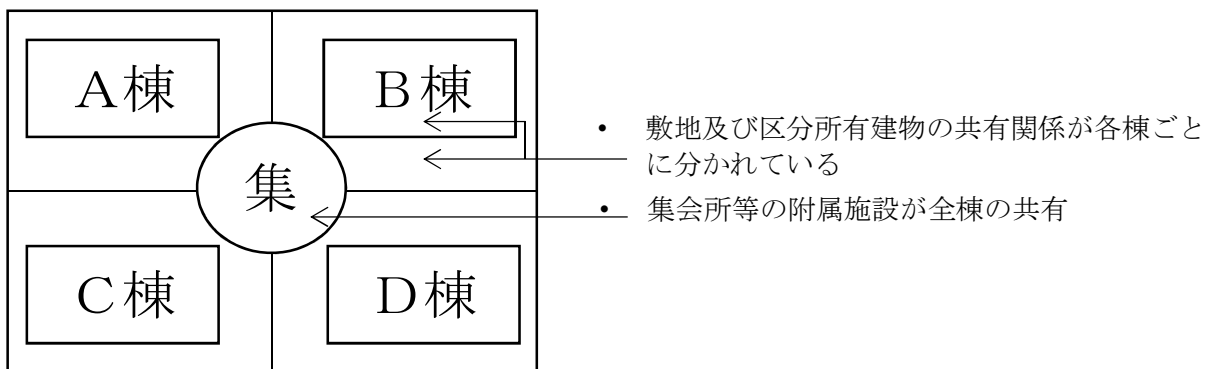 A棟
B棟
集
C棟
D棟
• 敷地及び区分所有建物の共有関係が各棟ごと
に分かれている
• 集会所等の附属施設が全棟の共有